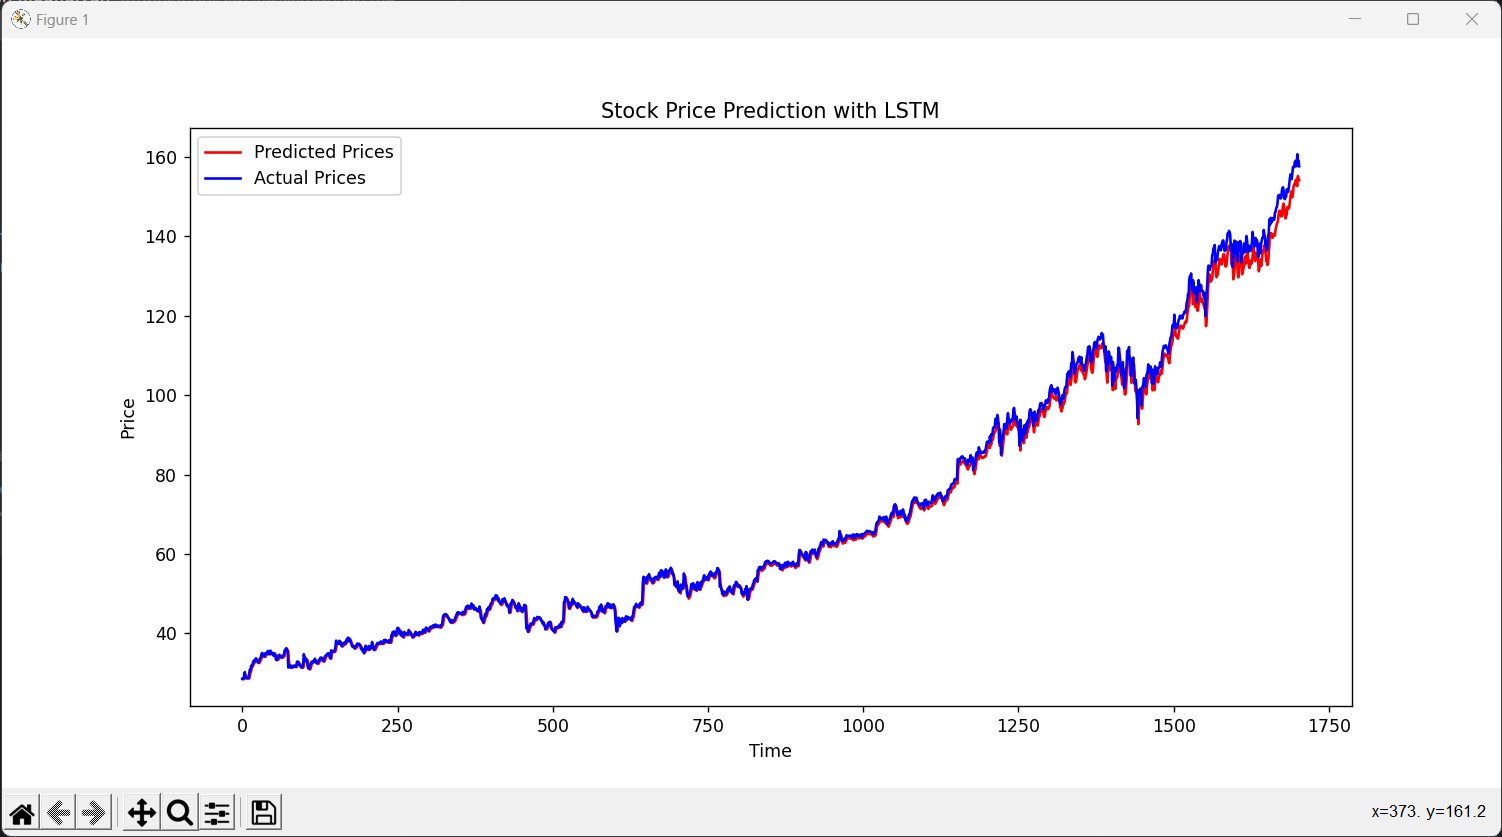 Figure 1
Stock Price Prediction with LSTM
Predicted Prices
Actual Prices
160
140
120
100
80
60
40
Price
0 250 500 750 1000 1250 1500 1750
Time
x=373. y=161.2